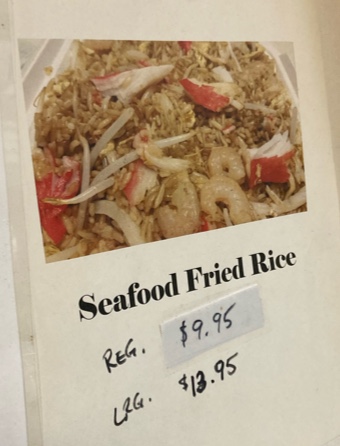 Seafood Fried Rice
REG. $9.95
LRG. $13.95